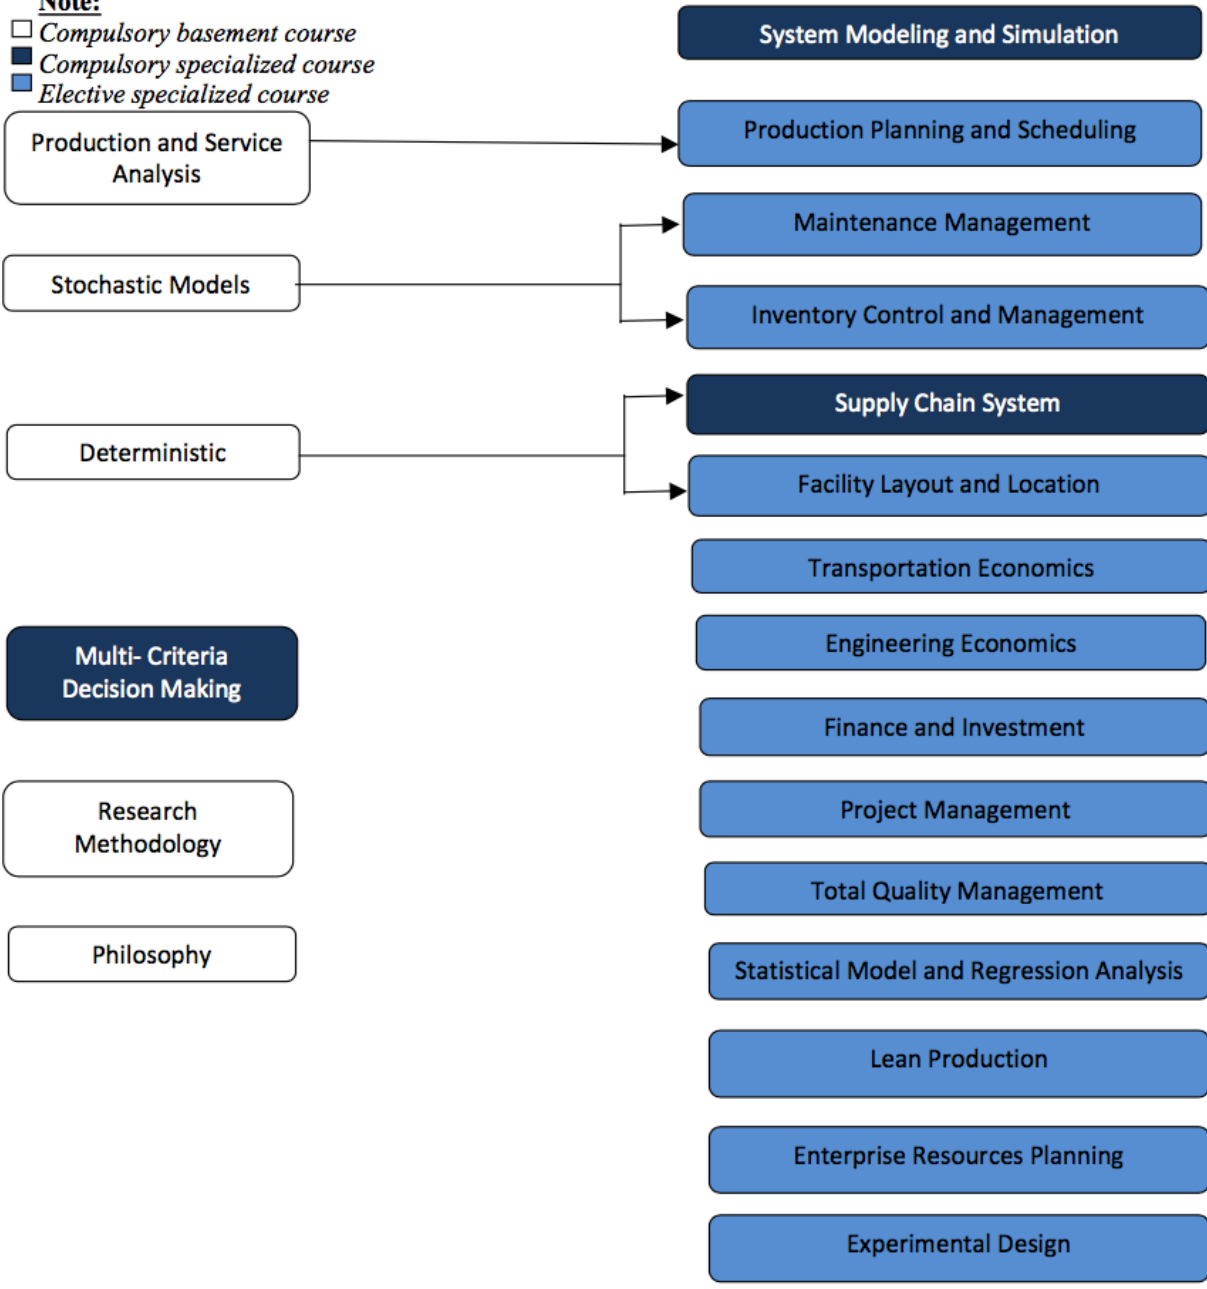 Note:
Compulsory basement course
Compulsory specialized course
Elective specialized course
System Modeling and Simulation
Production and Service
Analysis
Production Planning and Scheduling
Maintenance Management
Stochastic Models
Inventory Control and Management
Supply Chain System
Deterministic
Facility Layout and Location
Transportation Economics
Multi- Criteria
Decision Making
Engineering Economics
Finance and Investment
Research
Methodology
Project Management
Total Quality Management
Philosophy
Statistical Model and Regression Analysis
Lean Production
Enterprise Resources Planning
Experimental Design